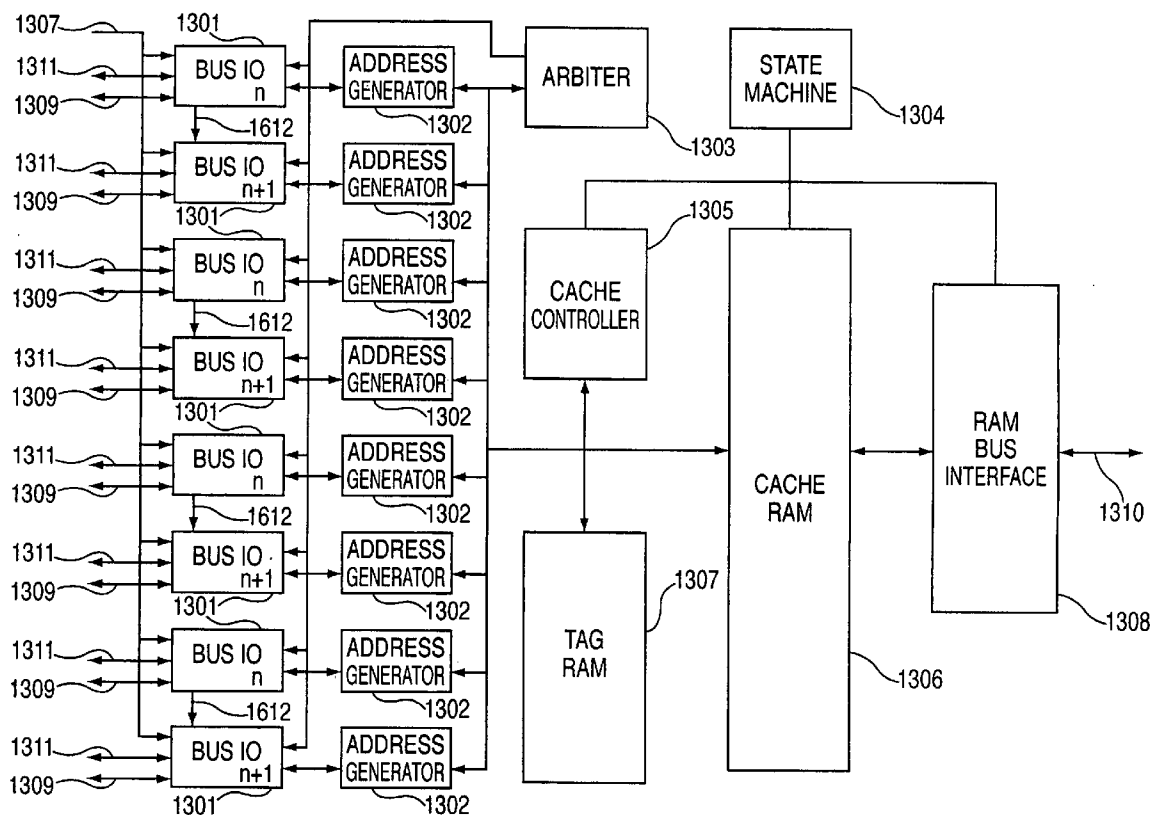 1307
1301
1311
BUS IO
n
1309
ADDRESS
GENERATOR
1302
1612
ARBITER
1303
STATE
MACHINE
1304
1311
BUS IO
n+1
1309
1301
ADDRESS
GENERATOR
1302
1301
1311
BUS IO
n
1309
ADDRESS
GENERATOR
1302
1612
1305
CACHE
CONTROLLER
1311
BUS IO
n+1
1309
1301
ADDRESS
GENERATOR
1302
1301
1311
BUS IO
n
1309
ADDRESS
GENERATOR
1302
1612
CACHE
RAM
1306
RAM
BUS
INTERFACE
1310
1308
1311
BUS IO
n+1
1309
1301
ADDRESS
GENERATOR
1302
1307
TAG
RAM
1301
1311
BUS IO
n
1309
ADDRESS
GENERATOR
1302
1612
1311
BUS IO
n+1
1309
1301
ADDRESS
GENERATOR
1302